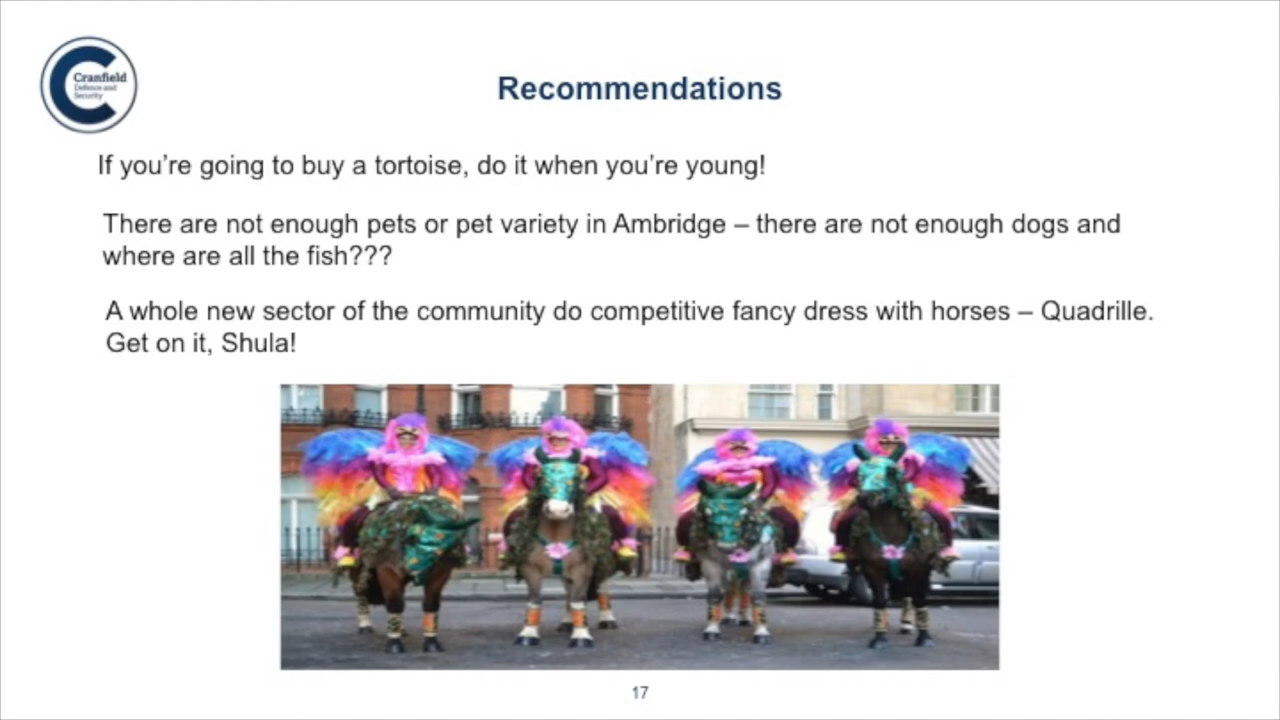 Cranfield
Defence and
Security
Recommendations
If you’re going to buy a tortoise, do it when you’re young!
There are not enough pets or pet variety in Ambridge – there are not enough dogs and
where are all the fish???
A whole new sector of the community do competitive fancy dress with horses – Quadrille.
Get on it, Shula!
17